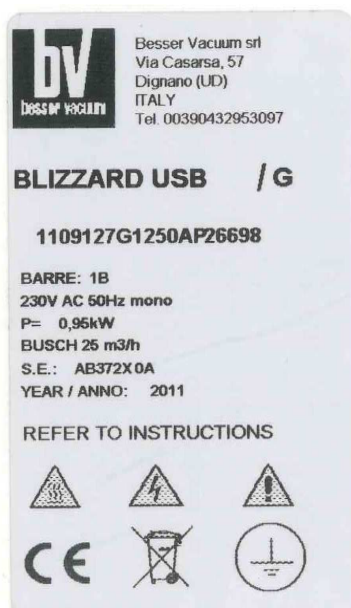 bv
besser vacuum
Besser Vacuum srl
Via Casarsa, 57
Dignano (UD)
ITALY
Tel. 00390432953097
BLIZZARD USB / G
1109127G1250AP26698
BARRE: 1B
230V AC 50Hz mono
P= 0,95kW
BUSCH 25 m3/h
S.E.: AB372X0A
YEAR / ANNO: 2011
REFER TO INSTRUCTIONS
CE